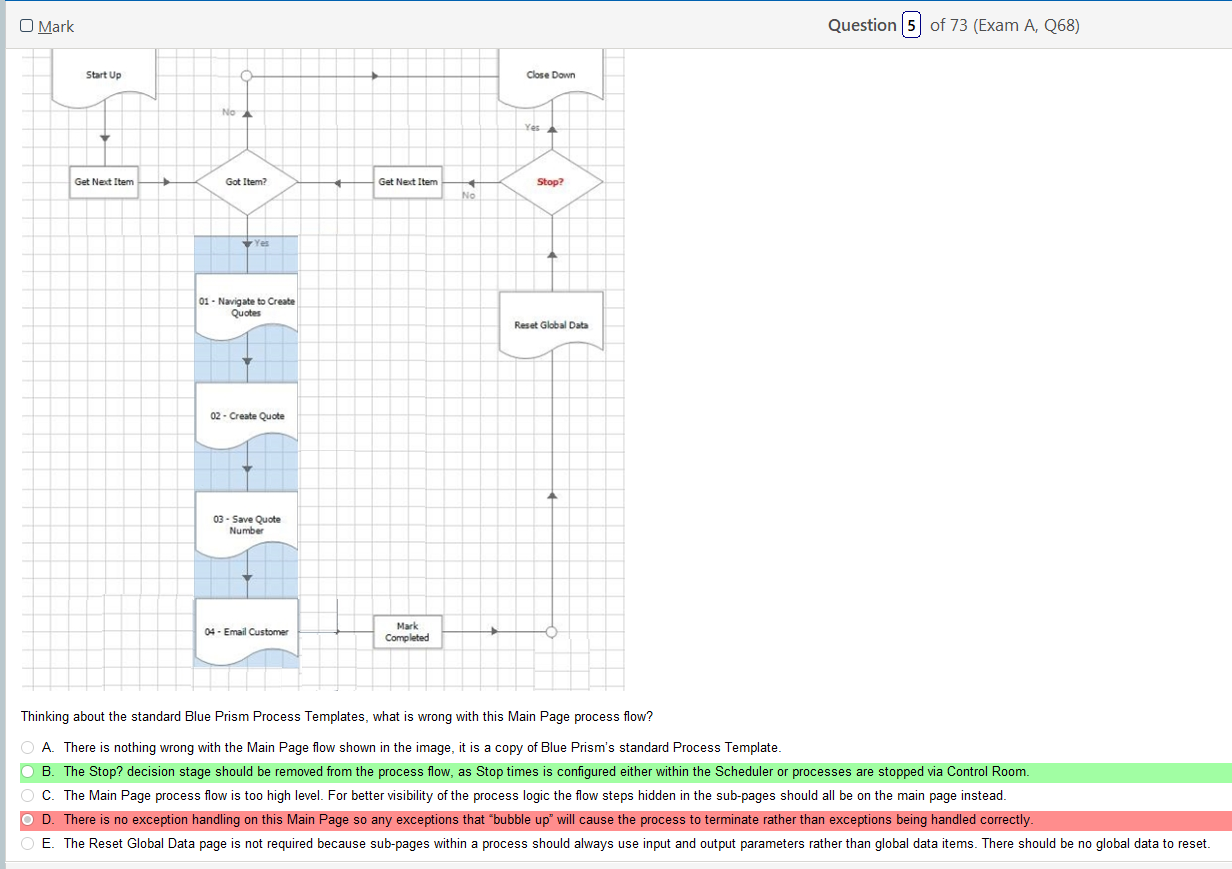 Mark
Question 5 of 73 (Exam A, Q68)
Start Up
Close Down
No
Yes
Get Next Item
Got Item?
Get Next Item
Stop?
No
Yes
01 - Navigate to Create
Quotes
Reset Global Data
02 - Create Quote
03 - Save Quote
Number
04 - Email Customer
Mark
Completed
Thinking about the standard Blue Prism Process Templates, what is wrong with this Main Page process flow?
A. There is nothing wrong with the Main Page flow shown in the image, it is a copy of Blue Prism's standard Process Template.
B. The Stop? decision stage should be removed from the process flow, as Stop times is configured either within the Scheduler or processes are stopped via Control Room.
C. The Main Page process flow is too high level. For better visibility of the process logic the flow steps hidden in the sub-pages should all be on the main page instead.
D. There is no exception handling on this Main Page so any exceptions that “bubble up” will cause the process to terminate rather than exceptions being handled correctly.
E. The Reset Global Data page is not required because sub-pages within a process should always use input and output parameters rather than global data items. There should be no global data to reset.